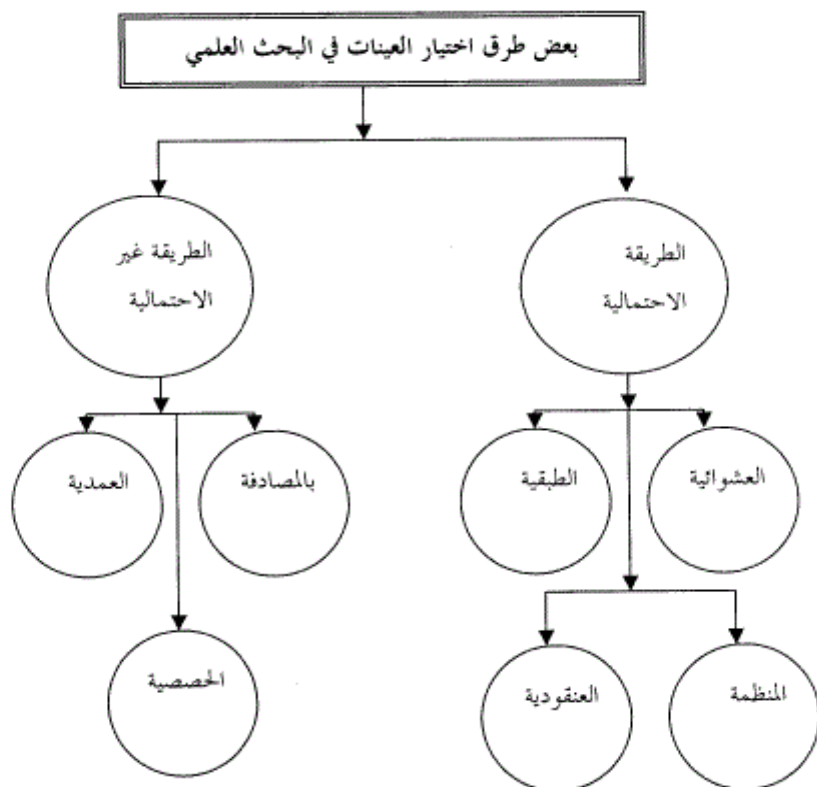 بعض طرق اختيار العينات في البحث العلمي
الطريقة
الاحتمالية
الطريقة غير
الاحتمالية
العشوائية
الطبقية
بالمصادفة
العمدية
المنظمة
العنقودية
الحصصية